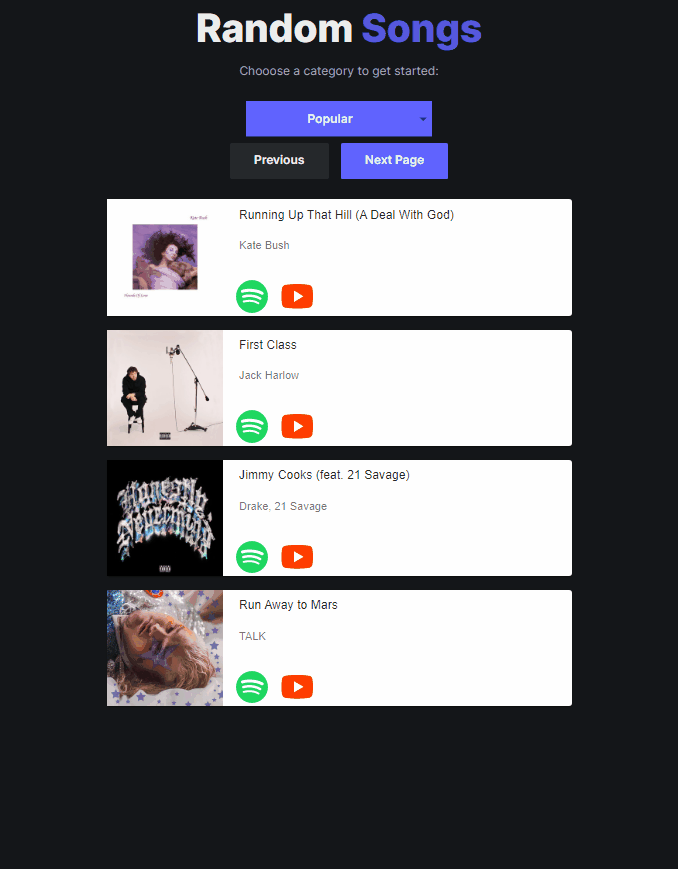 Random Songs
Chooose a category to get started:
Popular
Previous
Next Page
Kate Bush
Hounds Of Love
Running Up That Hill (A Deal With God)
Kate Bush
First Class
Jack Harlow
Honestly,
Nevermind
Jimmy Cooks (feat. 21 Savage)
Drake, 21 Savage
Run Away to Mars
TALK